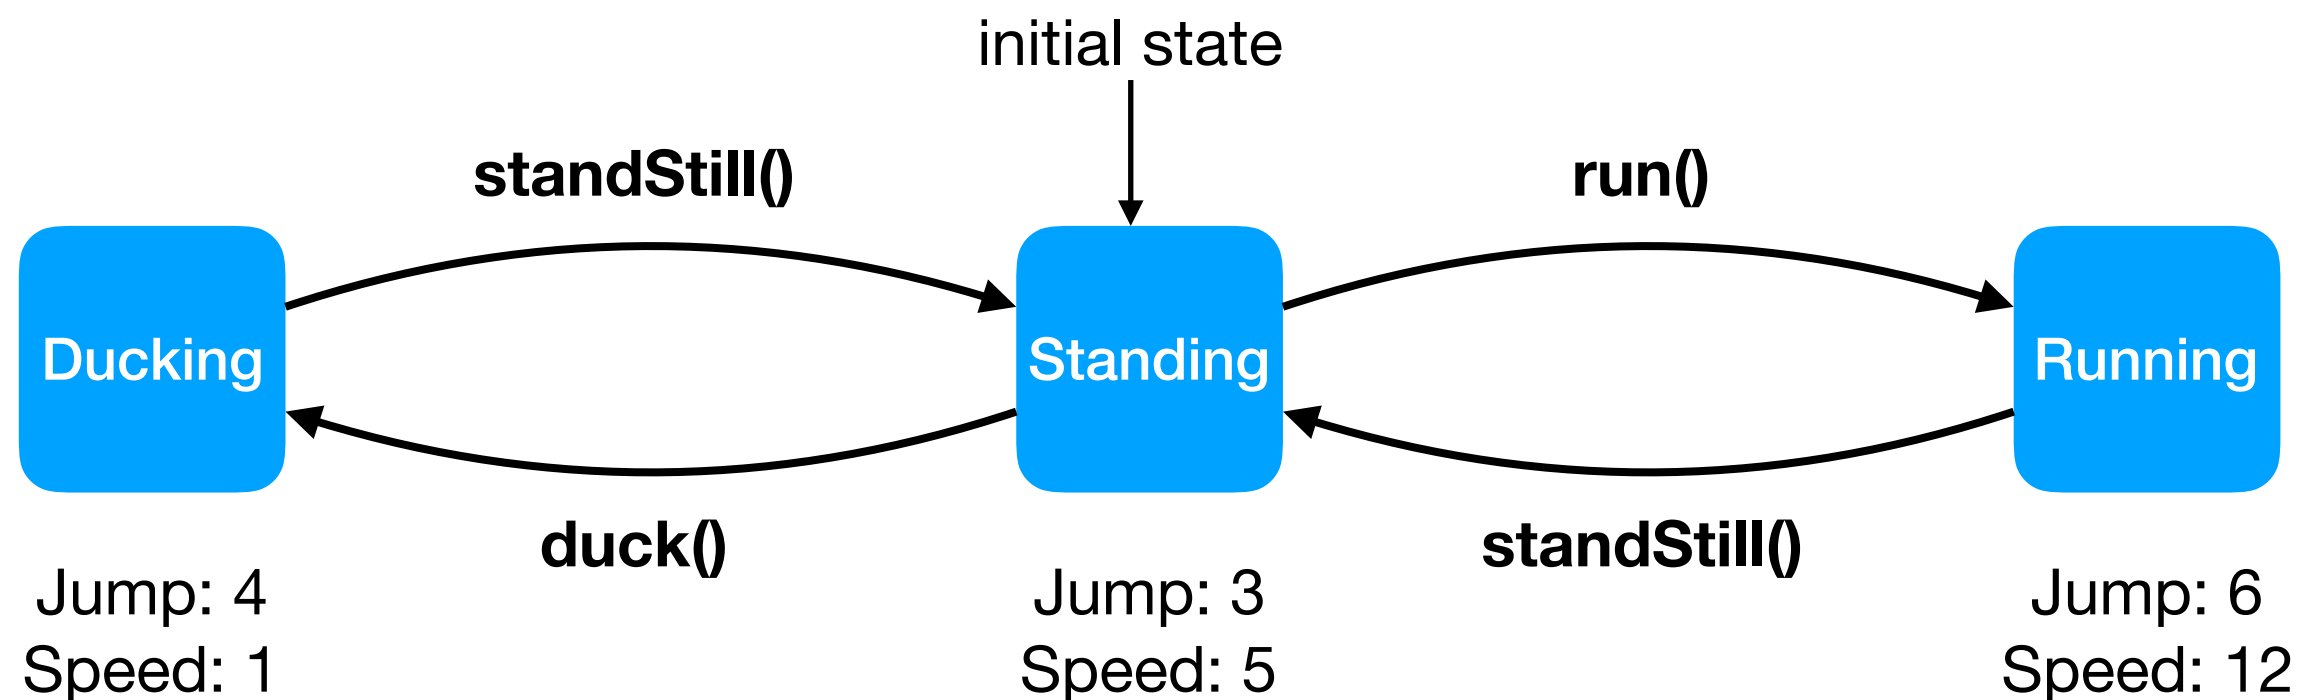 initial state
standStill()
run()
Ducking
Standing
Running
duck()
standStill()
Jump: 4
Speed: 1
Jump: 3
Speed: 5
Jump: 6
Speed: 12